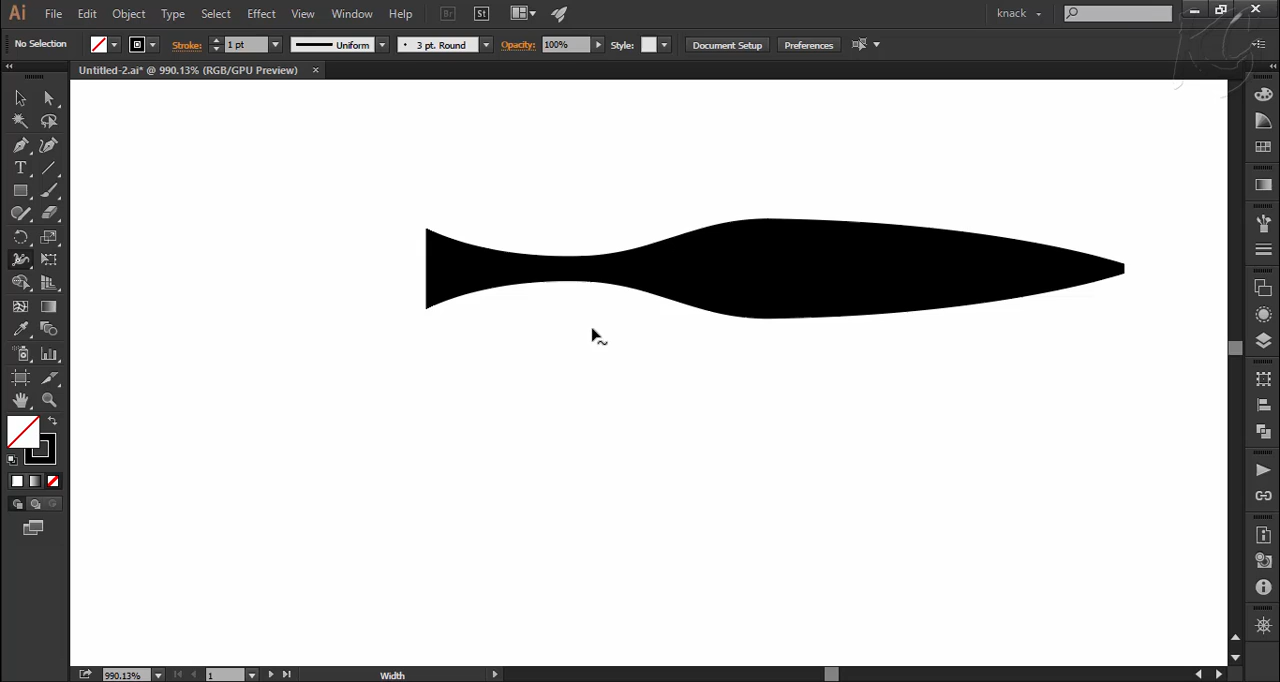 Ai File Edit Object Type Select Effect View Window Help Br St knack
No Selection Stroke: 1 pt Uniform 3 pt. Round Opacity: 100% Style: Document Setup Preferences
Untitled-2.ai* @ 990.13% (RGB/GPU Preview) ×
T
990.13% 1 Width